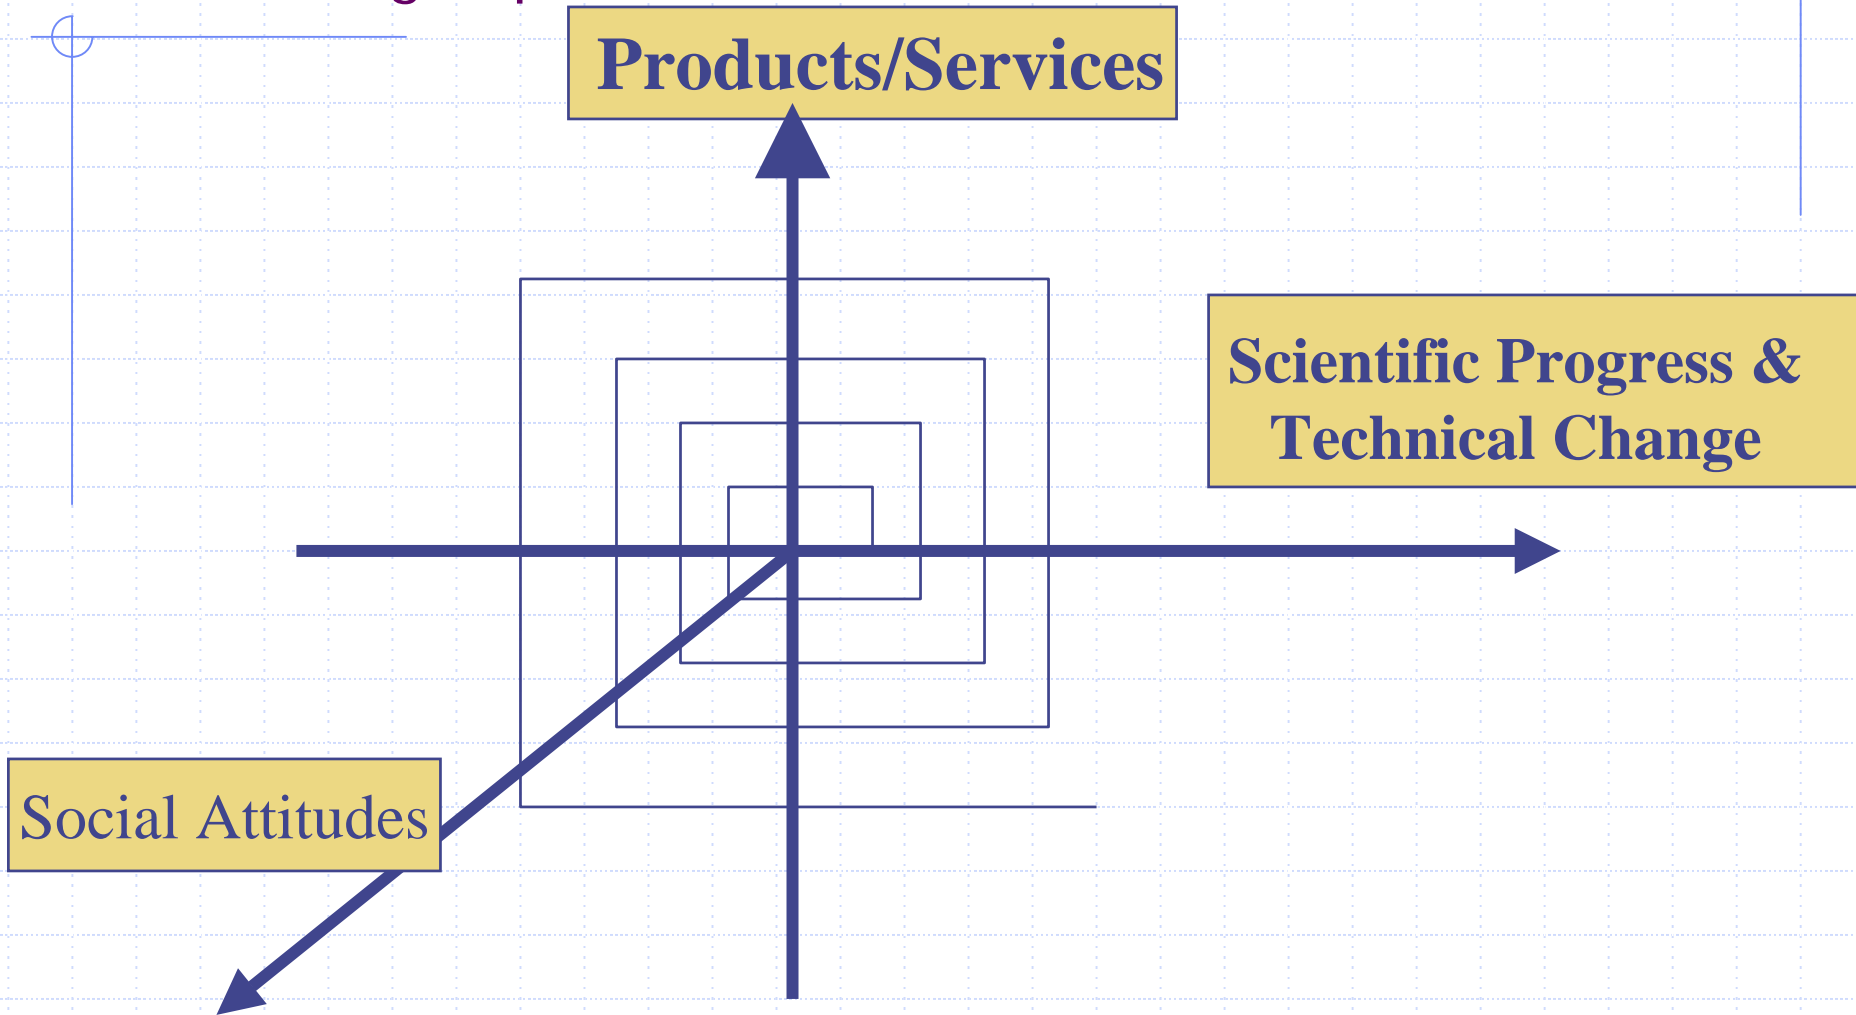 Products/Services
Scientific Progress &
Technical Change
Social Attitudes